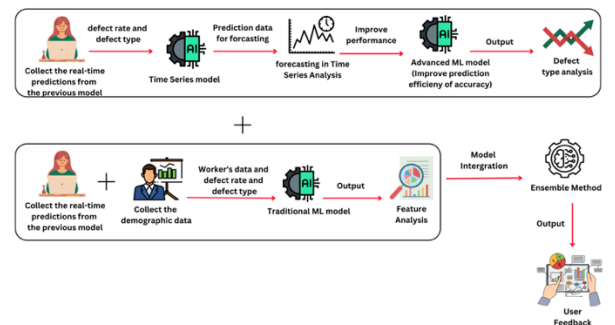 defect rate and
defect type
Prediction data
for forcasting
Improve
performance
Output
Collect the real-time
predictions from
the previous model
Time Series model
forecasting in Time
Series Analysis
Advanced ML model
(Improve prediction
efficieny of accuracy)
Defect
type analysis
AI
AI
+
Collect the real-time
predictions from
the previous model
+
Collect the
demographic data
Worker's data and
defect rate and
defect type
AI
Traditional ML model
Output
Feature
Analysis
Model
Intergration
Ensemble Method
Output
User
Feedback